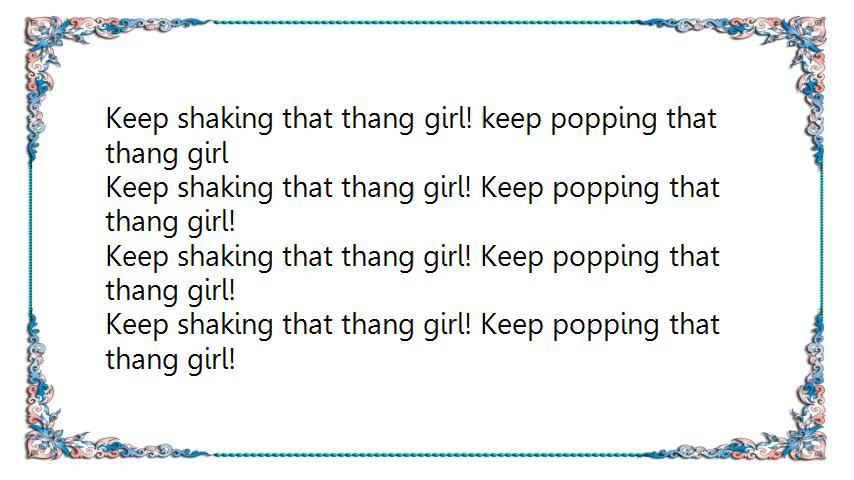 Keep shaking that thang girl! keep popping that
thang girl
Keep shaking that thang girl! Keep popping that
thang girl!
Keep shaking that thang girl! Keep popping that
thang girl!
Keep shaking that thang girl! Keep popping that
thang girl!